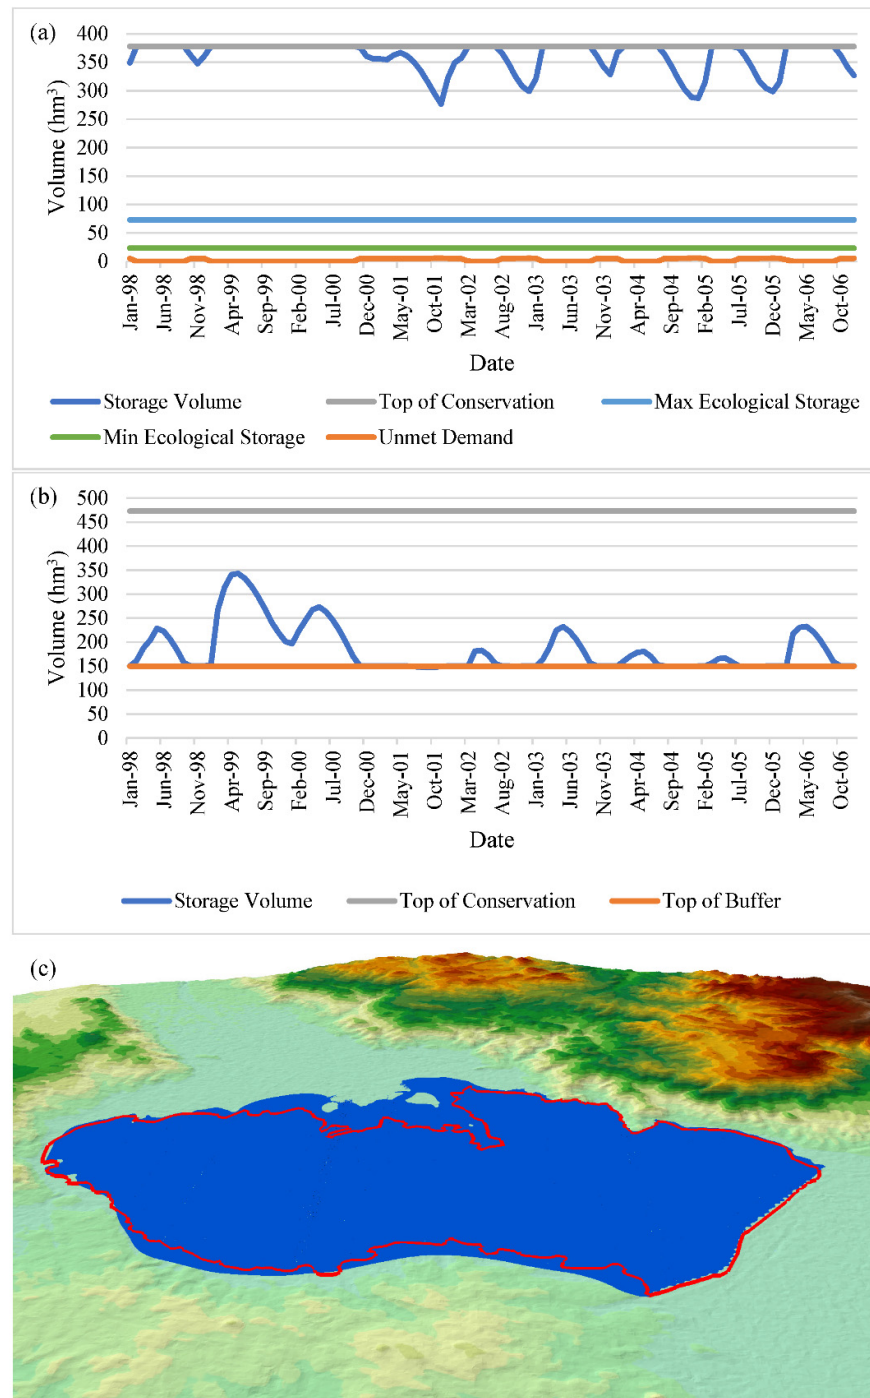 (a)
400
350
300
250
200
150
100
50
0
Volume (hm³)
Jan-98 Jun-98 Nov-98 Apr-99 Sep-99 Feb-00 Jul-00 Dec-00 May-01 Oct-01 Mar-02 Aug-02 Jan-03 Jun-03 Nov-03 Apr-04 Sep-04 Feb-05 Jul-05 Dec-05 May-06 Oct-06
Date
Storage Volume Top of Conservation Max Ecological Storage
Min Ecological Storage Unmet Demand
(b)
500
450
400
350
300
250
200
150
100
50
0
Volume (hm³)
Jan-98 Jun-98 Nov-98 Apr-99 Sep-99 Feb-00 Jul-00 Dec-00 May-01 Oct-01 Mar-02 Aug-02 Jan-03 Jun-03 Nov-03 Apr-04 Sep-04 Feb-05 Jul-05 Dec-05 May-06 Oct-06
Date
Storage Volume Top of Conservation Top of Buffer
(c)